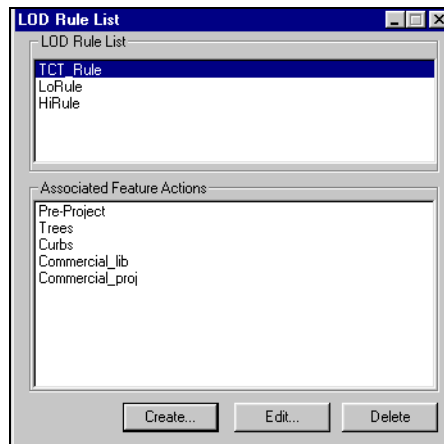 LOD Rule List
LOD Rule List
TCT_Rule
LoRule
HiRule
Associated Feature Actions
Pre-Project
Trees
Curbs
Commercial_lib
Commercial_proj
Create... Edit... Delete